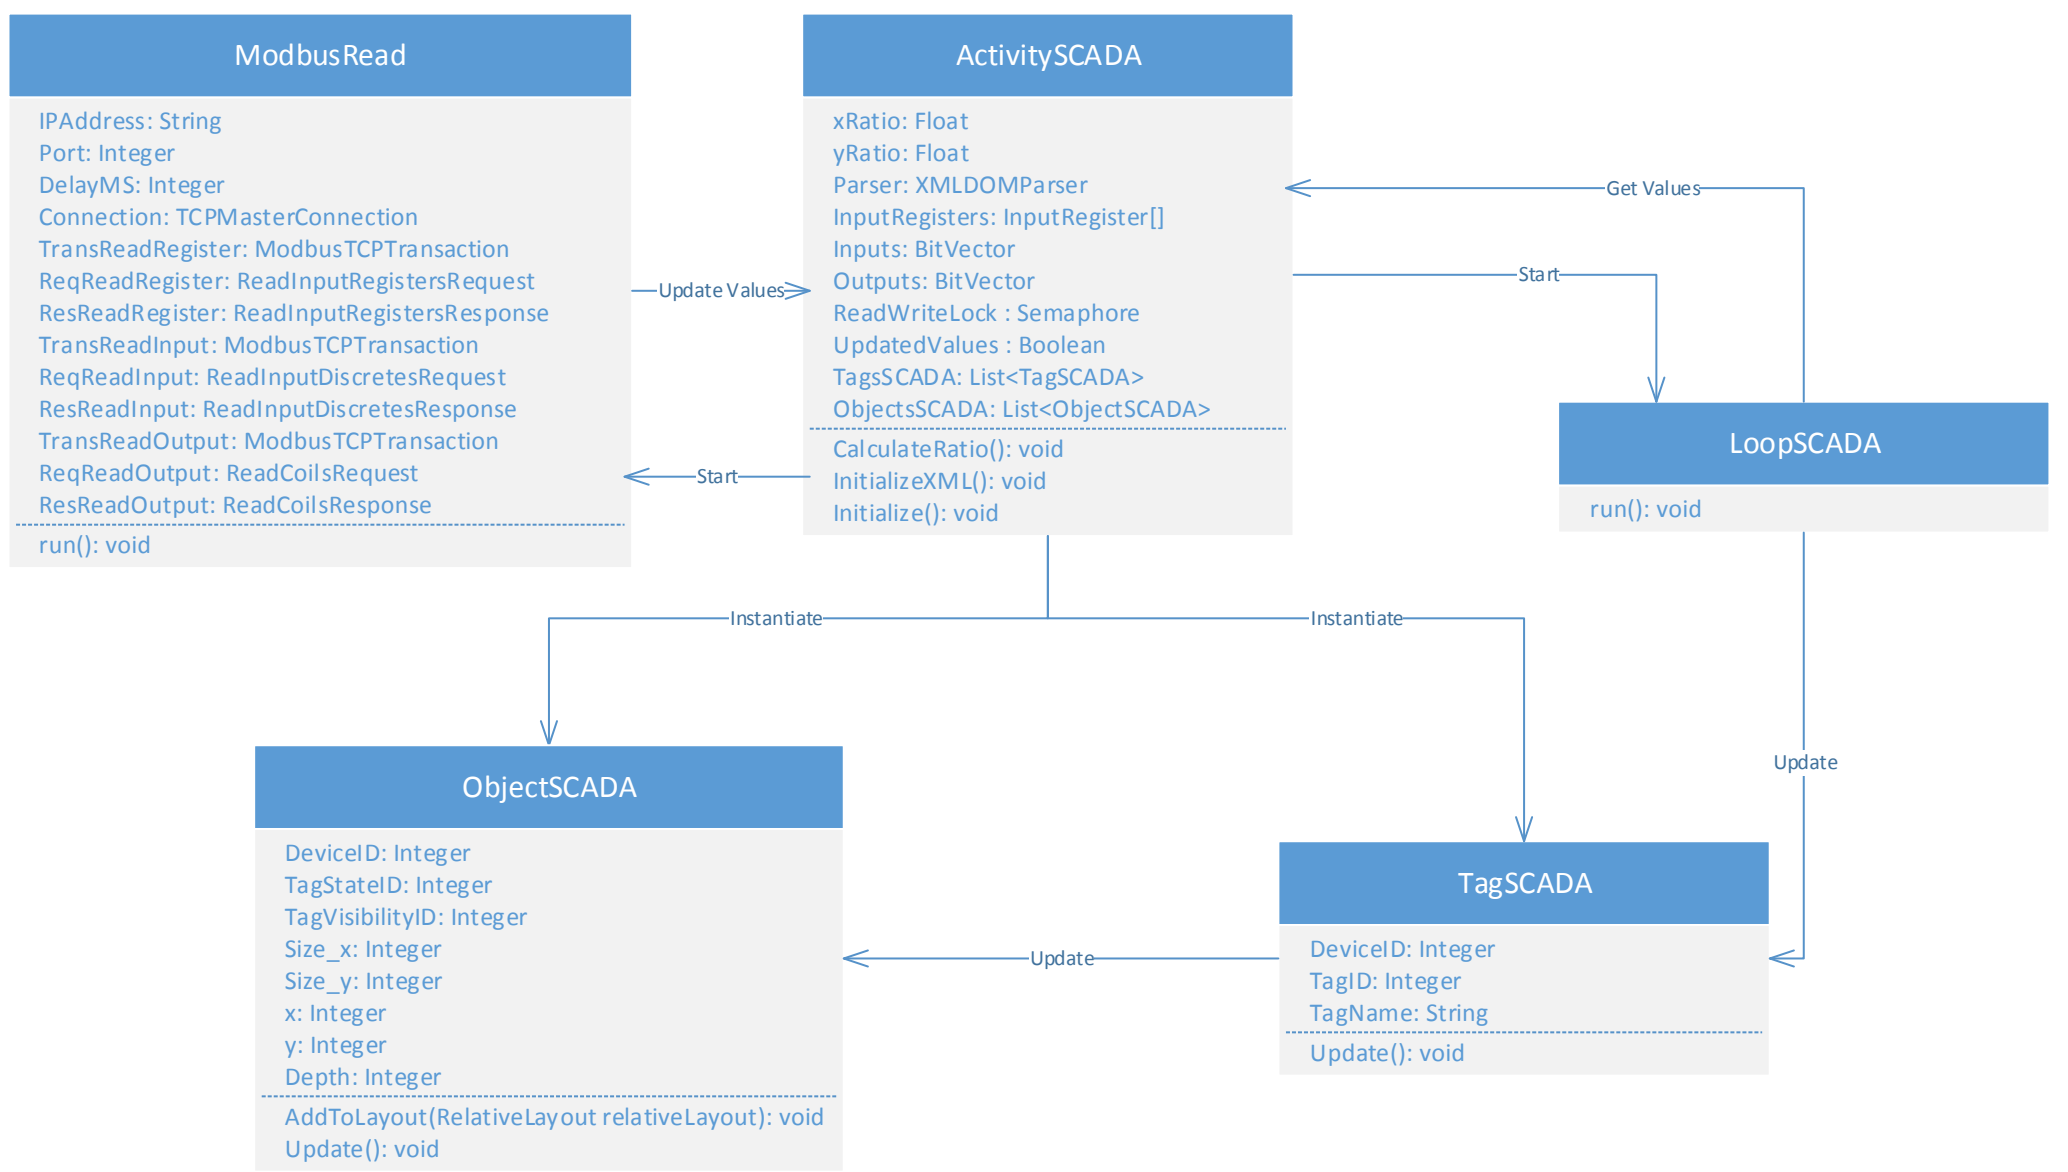 ModbusRead
IPAddress: String
Port: Integer
DelayMS: Integer
Connection: TCPMasterConnection
TransReadRegister: ModbusTCPTransaction
ReqReadRegister: ReadInputRegistersRequest
ResReadRegister: ReadInputRegistersResponse
TransReadInput: ModbusTCPTransaction
ReqReadInput: ReadInputDiscretesRequest
ResReadInput: ReadInputDiscretesResponse
TransReadOutput: ModbusTCPTransaction
ReqReadOutput: ReadCoilsRequest
ResReadOutput: ReadCoilsResponse
run(): void
Update Values
Start
ActivitySCADA
xRatio: Float
yRatio: Float
Parser: XMLDOMParser
InputRegisters: InputRegister[]
Inputs: BitVector
Outputs: BitVector
ReadWriteLock : Semaphore
UpdatedValues : Boolean
TagsSCADA: List<TagSCADA>
ObjectsSCADA: List<ObjectSCADA>
CalculateRatio(): void
InitializeXML(): void
Initialize(): void
Get Values
Start
LoopSCADA
run(): void
Instantiate
Instantiate
Update
ObjectSCADA
DeviceID: Integer
TagStateID: Integer
TagVisibilityID: Integer
Size_x: Integer
Size_y: Integer
x: Integer
y: Integer
Depth: Integer
AddToLayout(RelativeLayout relativeLayout): void
Update(): void
Update
TagSCADA
DeviceID: Integer
TagID: Integer
TagName: String
Update(): void